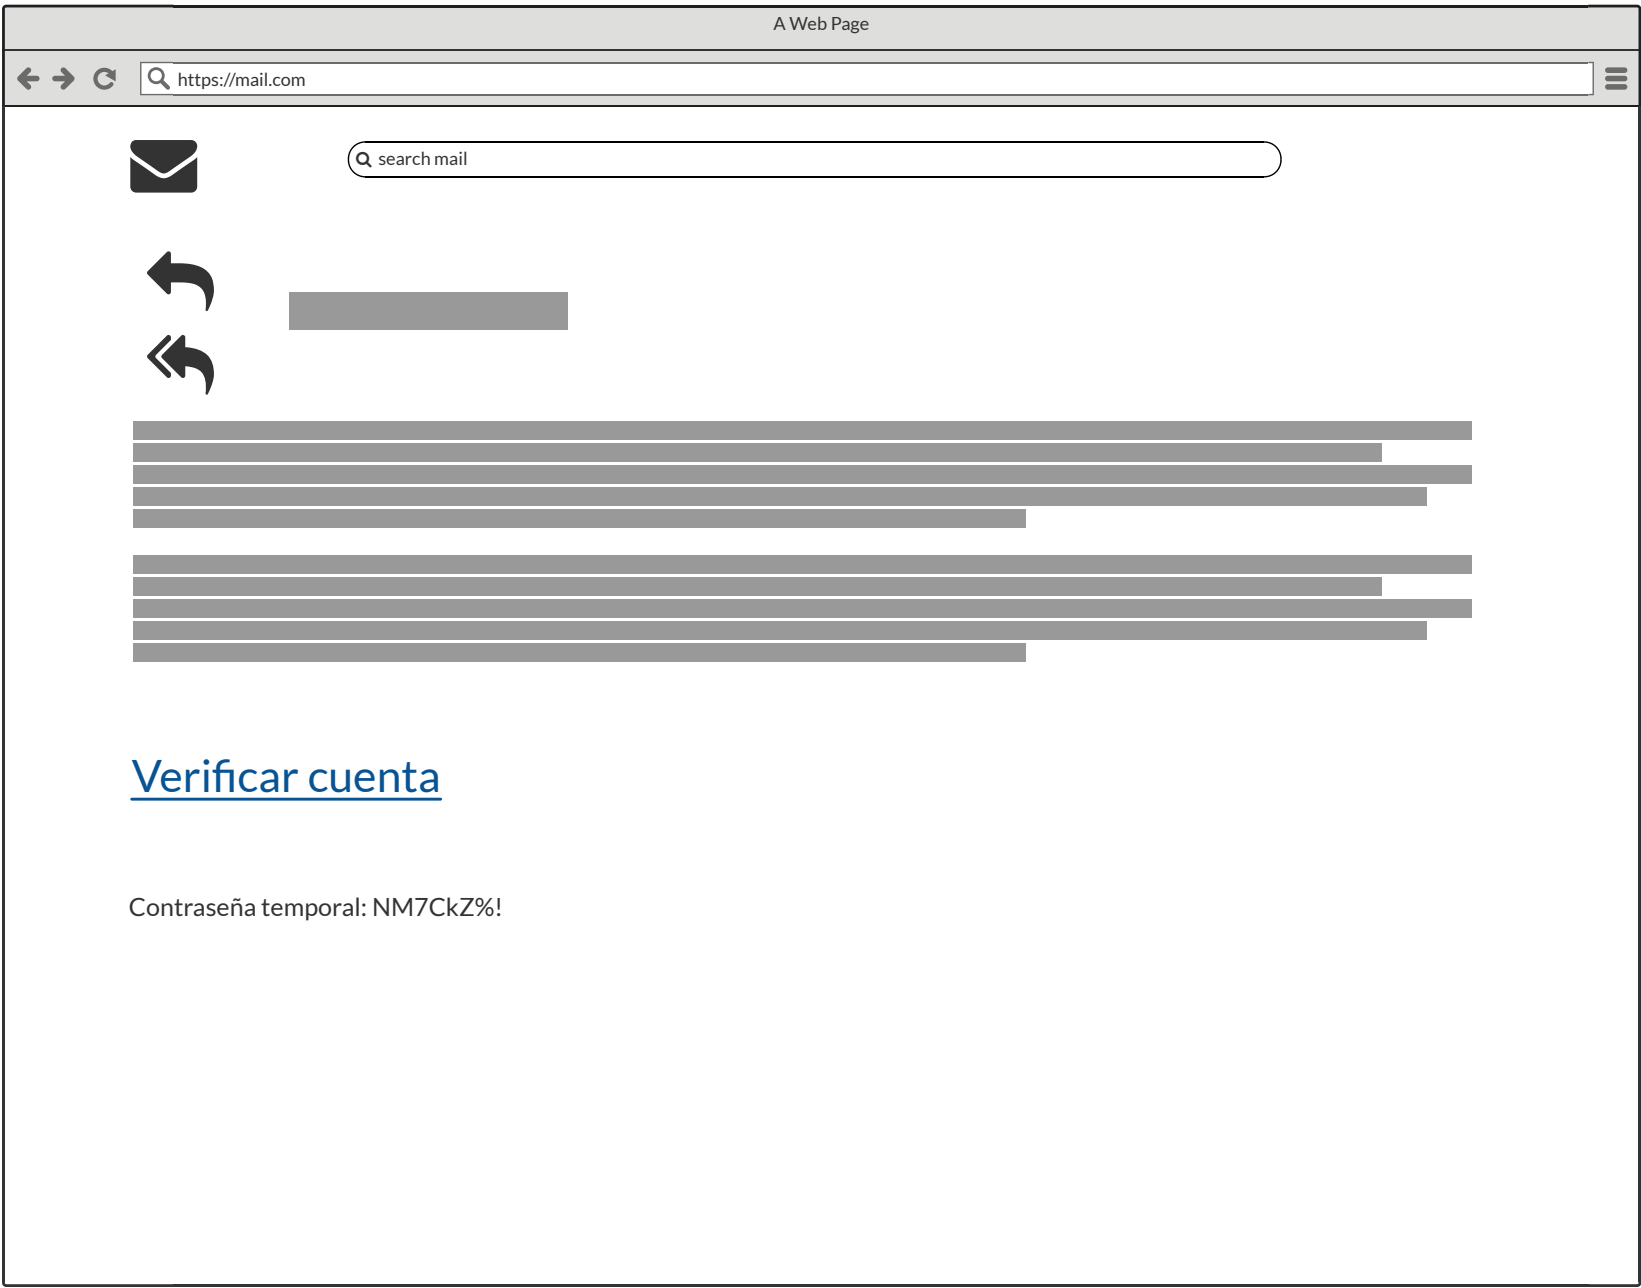 A Web Page
https://mail.com
search mail
Verificar cuenta
Contraseña temporal: NM7CkZ%!